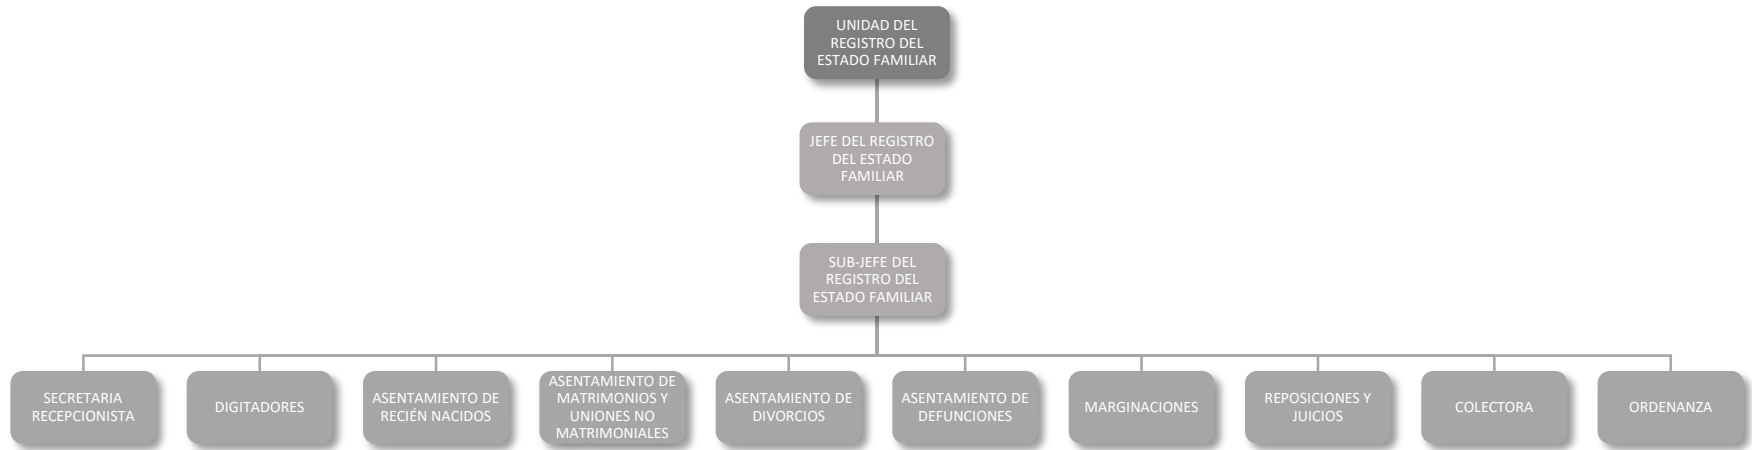 UNIDAD DEL
REGISTRO DEL
ESTADO FAMILIAR
JEFE DEL REGISTRO
DEL ESTADO
FAMILIAR
SUB-JEFE DEL
REGISTRO DEL
ESTADO FAMILIAR
SECRETARIA
RECEPCIONISTA
DIGITADORES
ASENTAMIENTO DE
RECIÉN NACIDOS
ASENTAMIENTO DE
MATRIMONIOS Y
UNIONES NO
MATRIMONIALES
ASENTAMIENTO DE
DIVORCIOS
ASENTAMIENTO DE
DEFUNCIONES
MARGINACIONES
REPOSICIONES Y
JUICIOS
COLECTORA
ORDENANZA